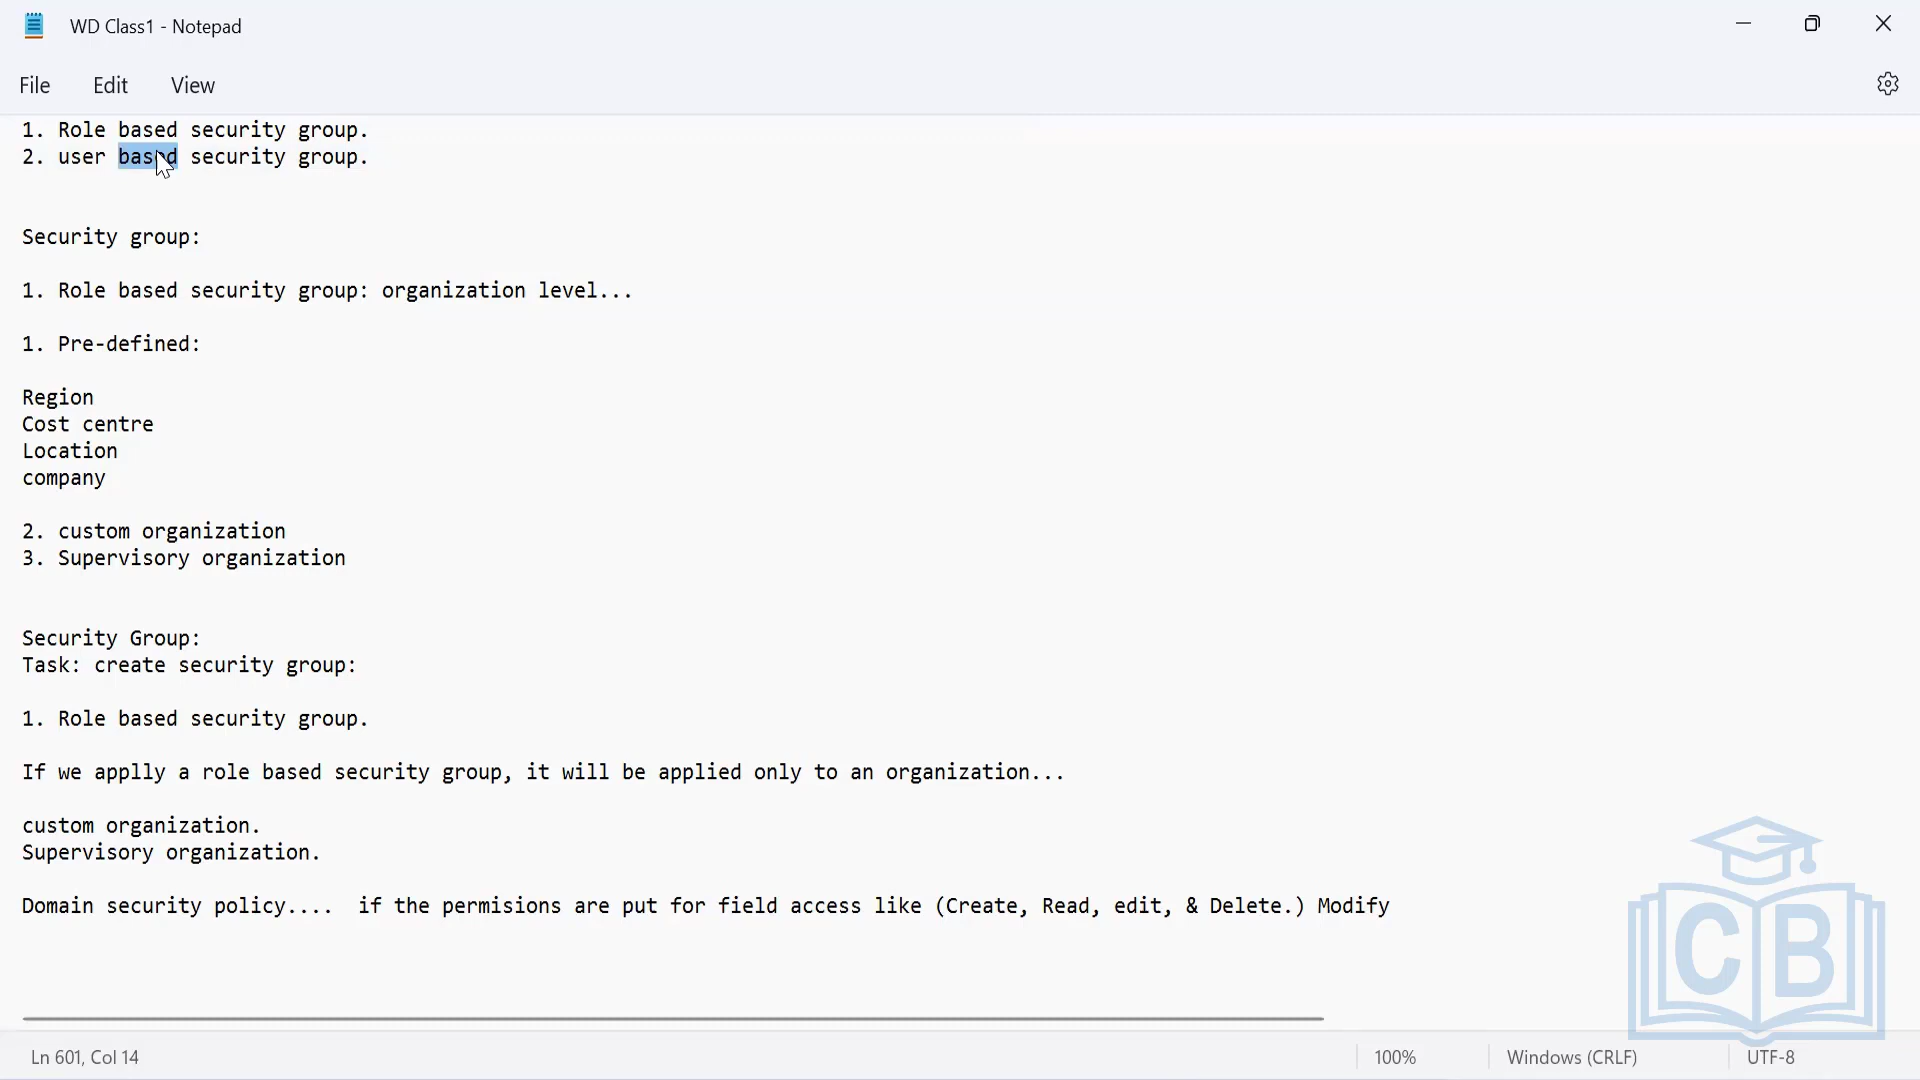 WD Class1 - Notepad
File Edit View
1. Role based security group.
2. user based security group.
Security group:
1. Role based security group: organization level...
1. Pre-defined:
Region
Cost centre
Location
company
2. custom organization
3. Supervisory organization
Security Group:
Task: create security group:
1. Role based security group.
If we applly a role based security group, it will be applied only to an organization...
custom organization.
Supervisory organization.
Domain security policy....  if the permisions are put for field access like (Create, Read, edit, & Delete.) Modify
CB
Ln 601, Col 14 100% Windows (CRLF) UTF-8